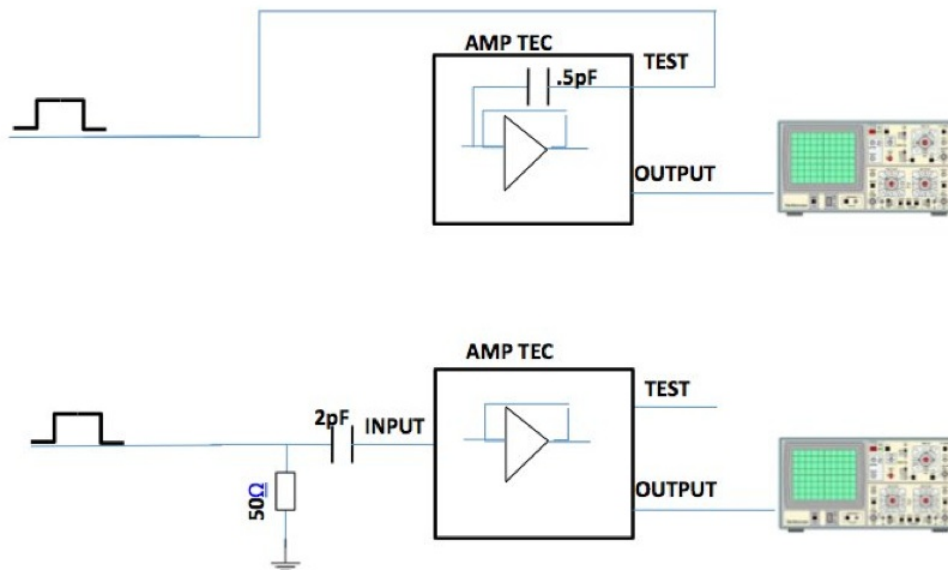 AMP TEC
TEST
.5pF
OUTPUT
AMP TEC
TEST
2pF
INPUT
50Ω
OUTPUT